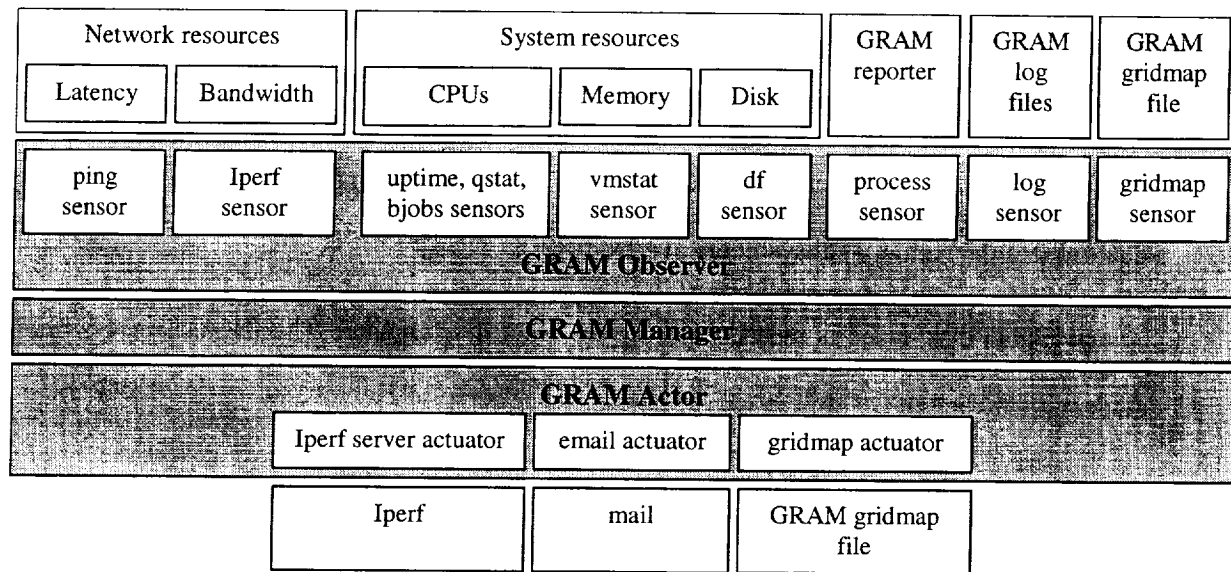 Network resources
System resources
GRAM
reporter
GRAM
log
files
GRAM
gridmap
file
Latency
Bandwidth
CPUs
Memory
Disk
ping
sensor
Iperf
sensor
uptime, qstat,
bjobs sensors
vmstat
sensor
df
sensor
process
sensor
log
sensor
gridmap
sensor
GRAM Observer
GRAM Manager
GRAM Actor
Iperf server actuator
email actuator
gridmap actuator
Iperf
mail
GRAM gridmap
file